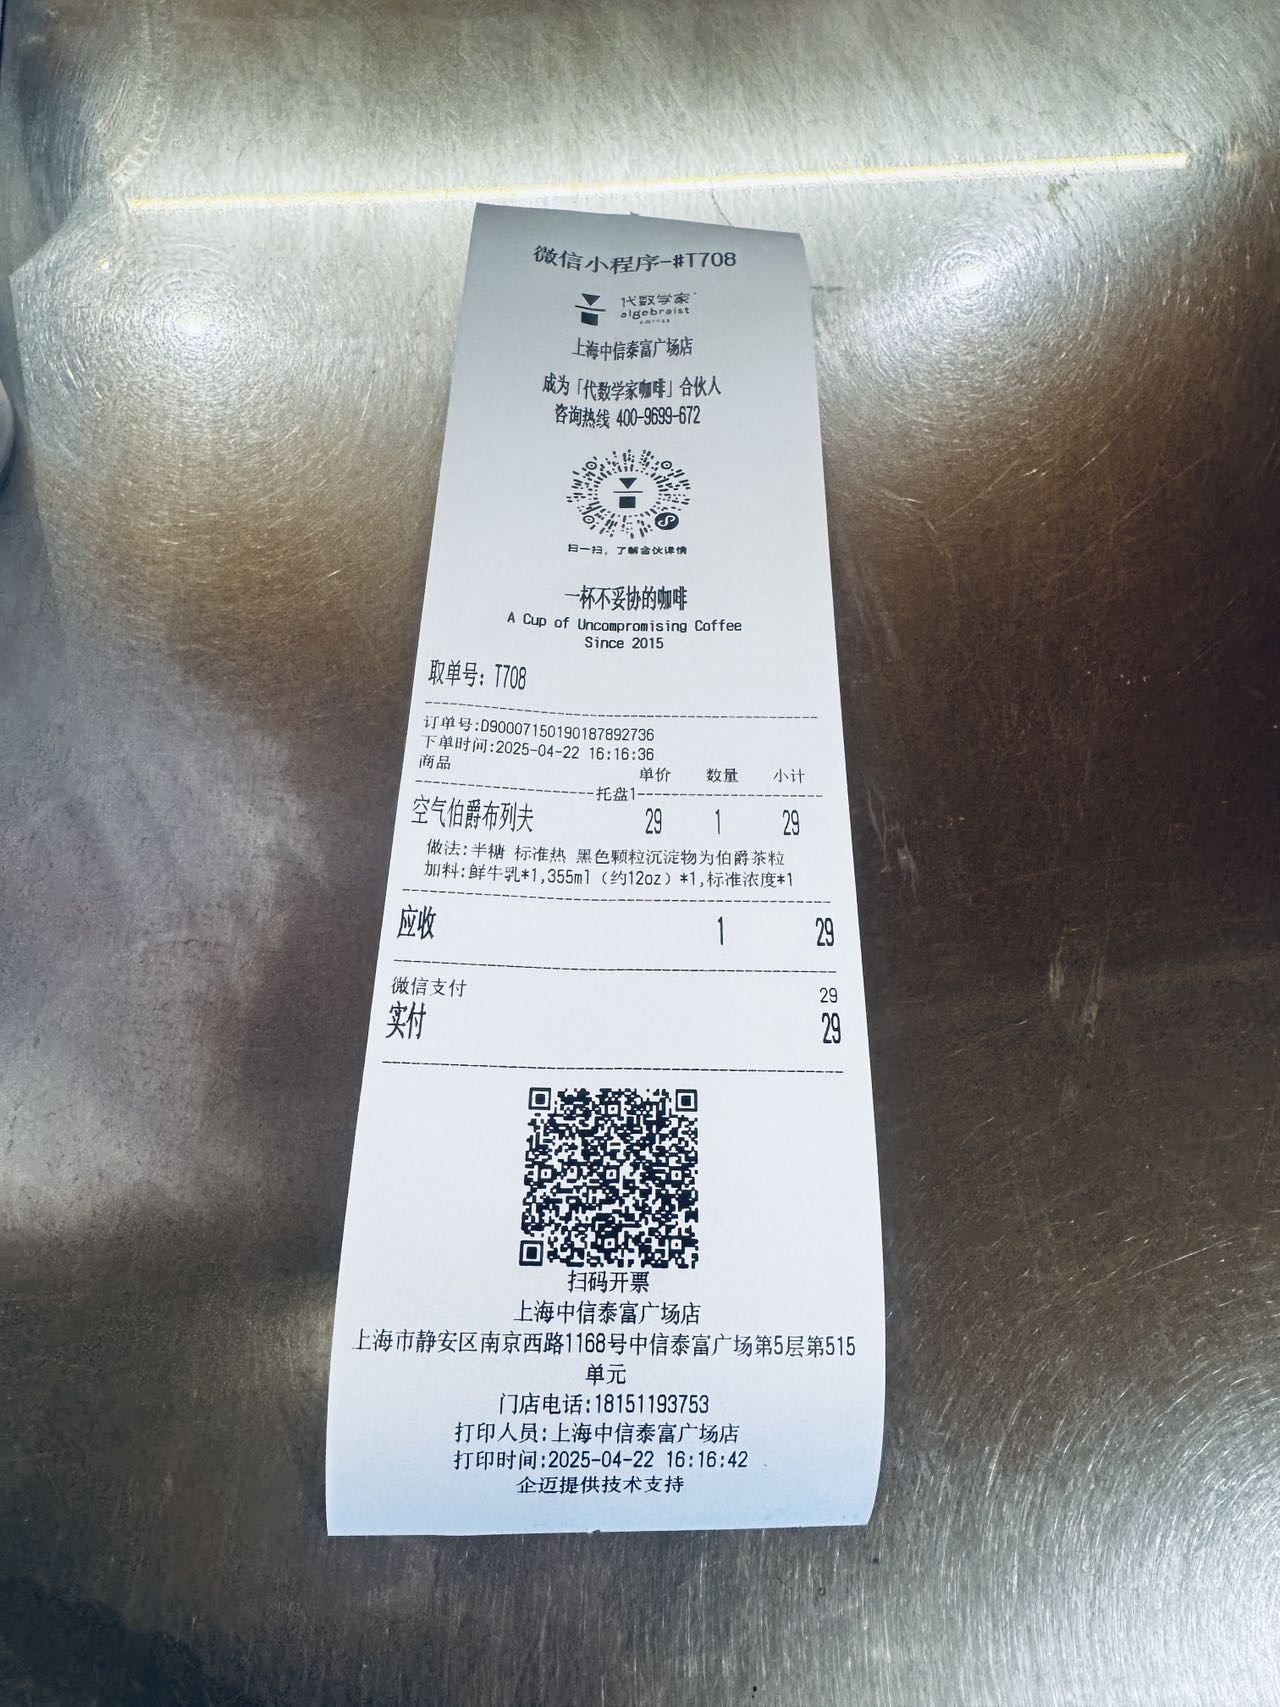 微信小程序-#T708
代数学家
algebraist
上海中信泰富广场店
成为「代数学家咖啡」合伙人
咨询热线 400-9699-672
扫一扫，了解合伙详情
一杯不妥协的咖啡
A Cup of Uncompromising Coffee
Since 2015
取单号: T708
订单号:D90007150190187892736
下单时间:2025-04-22 16:16:36
商品 单价 数量 小计
托盘1
空气伯爵布列夫 29 1 29
做法:半糖 标准热 黑色颗粒沉淀物为伯爵茶粒
加料:鲜牛乳*1,355ml（约12oz）*1,标准浓度*1
应收 1 29
微信支付 29
实付 29
扫码开票
上海中信泰富广场店
上海市静安区南京西路1168号中信泰富广场第5层第515
单元
门店电话:18151193753
打印人员:上海中信泰富广场店
打印时间:2025-04-22 16:16:42
企迈提供技术支持